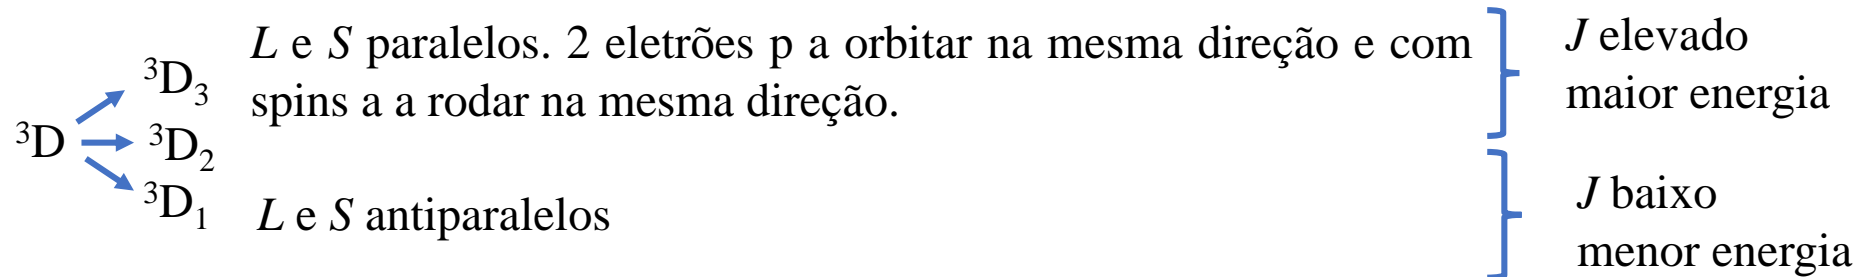 L e S paralelos. 2 eletrões p a orbitar na mesma direção e com
spins a a rodar na mesma direção.
J elevado
maior energia
³D
³D₃
³D₂
³D₁
L e S antiparalelos
J baixo
menor energia